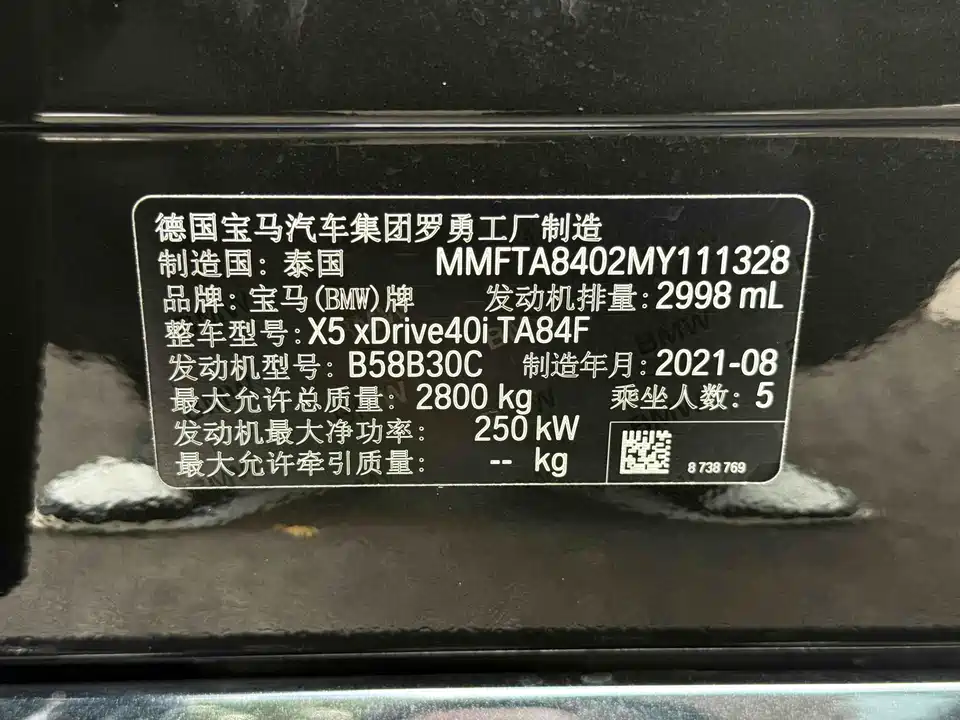 德国宝马汽车集团罗勇工厂制造
制造国：泰国 MMFTA8402MY111328
品牌：宝马(BMW)牌 发动机排量：2998 mL
整车型号：X5 xDrive40i TA84F
发动机型号：B58B30C 制造年月：2021-08
最大允许总质量：2800 kg 乘坐人数：5
发动机最大净功率：250 kW
最大允许牵引质量：-- kg
8 738 769